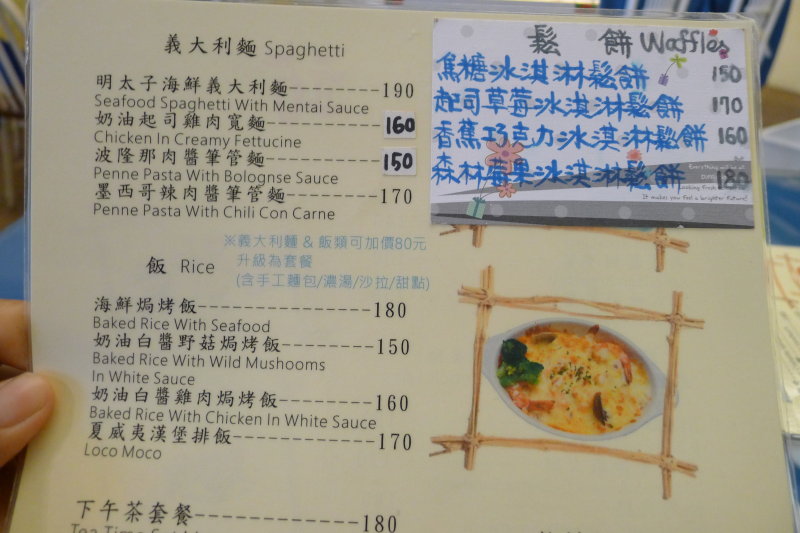 義大利麵 Spaghetti
明太子海鮮義大利麵--------190
Seafood Spaghetti With Mentai Sauce
奶油起司雞肉寬麵----------160
Chicken In Creamy Fettucine
波隆那肉醬筆管麵----------150
Penne Pasta With Bolognse Sauce
墨西哥辣肉醬筆管麵--------170
Penne Pasta With Chili Con Carne
※義大利麵 & 飯類可加價80元
升級為套餐
(含手工麵包/濃湯/沙拉/甜點)
飯 Rice
海鮮焗烤飯----------------180
Baked Rice With Seafood
奶油白醬野菇焗烤飯--------150
Baked Rice With Wild Mushooms
In White Sauce
奶油白醬雞肉焗烤飯--------160
Baked Rice With Chicken In White Sauce
夏威夷漢堡排飯------------170
Loco Moco
下午茶套餐------------180
鬆餅 Waffles
焦糖冰淇淋鬆餅 150
起司草莓冰淇淋鬆餅 170
香蕉巧克力冰淇淋鬆餅 160
森林莓果冰淇淋鬆餅 180
Everything will be ok
It makes you feel a brighter future!